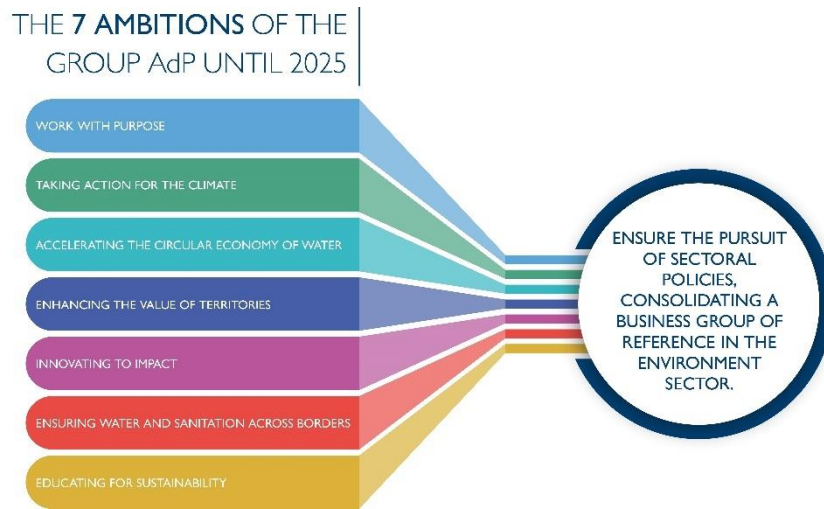 THE 7 AMBITIONS OF THE
GROUP AdP UNTIL 2025
WORK WITH PURPOSE
TAKING ACTION FOR THE CLIMATE
ACCELERATING THE CIRCULAR ECONOMY OF WATER
ENHANCING THE VALUE OF TERRITORIES
INNOVATING TO IMPACT
ENSURING WATER AND SANITATION ACROSS BORDERS
EDUCATING FOR SUSTAINABILITY
ENSURE THE PURSUIT
OF SECTORAL
POLICIES,
CONSOLIDATING A
BUSINESS GROUP OF
REFERENCE IN THE
ENVIRONMENT
SECTOR.